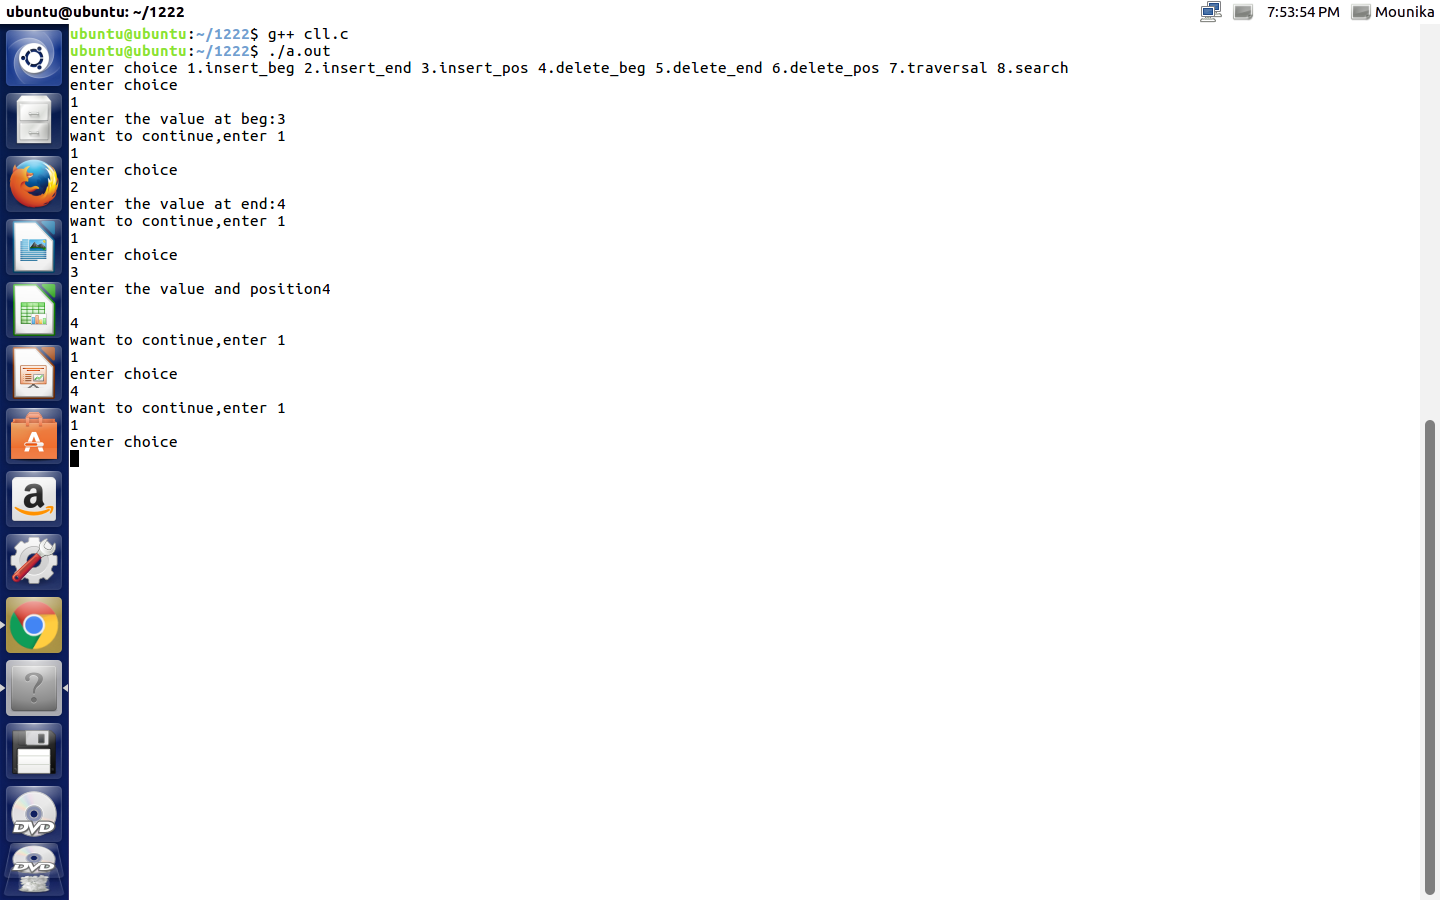 ubuntu@ubuntu: ~/1222
7:53:54 PM
Mounika
ubuntu@ubuntu:~/1222$ g++ cll.c
ubuntu@ubuntu:~/1222$ ./a.out
enter choice 1.insert_beg 2.insert_end 3.insert_pos 4.delete_beg 5.delete_end 6.delete_pos 7.traversal 8.search
enter choice
1
enter the value at beg:3
want to continue,enter 1
1
enter choice
2
enter the value at end:4
want to continue,enter 1
1
enter choice
3
enter the value and position4
4
want to continue,enter 1
1
enter choice
4
want to continue,enter 1
1
enter choice
A
a
?
DVD
DVD